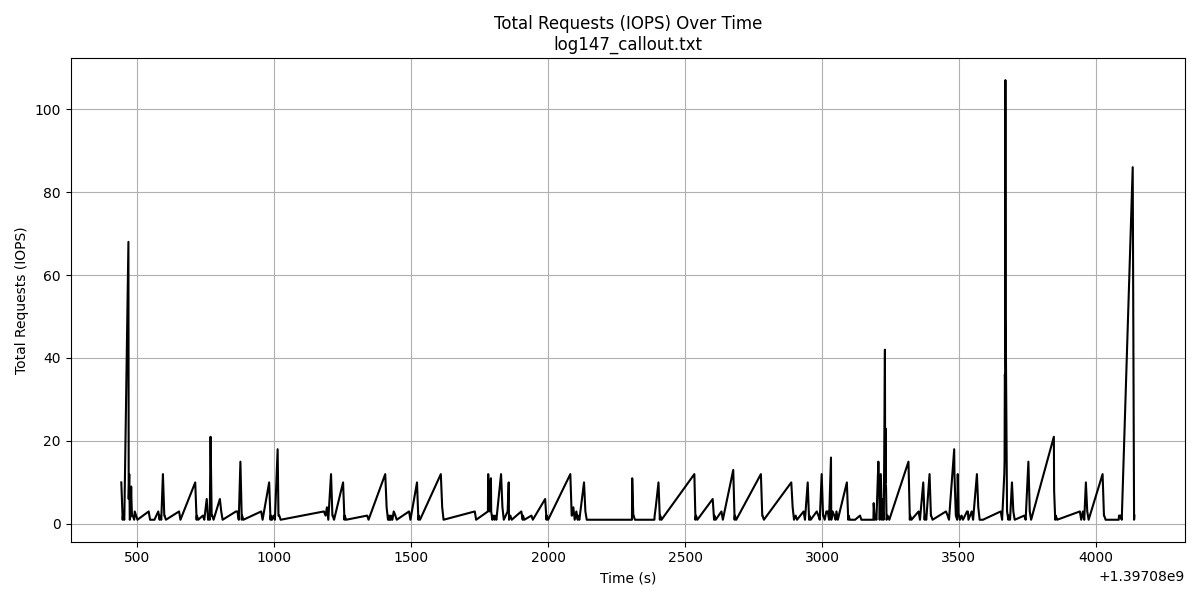 Total Requests (IOPS) Over Time
log147_callout.txt
Total Requests (IOPS)
100
80
60
40
20
0
500 1000 1500 2000 2500 3000 3500 4000
+1.39708e9
Time (s)